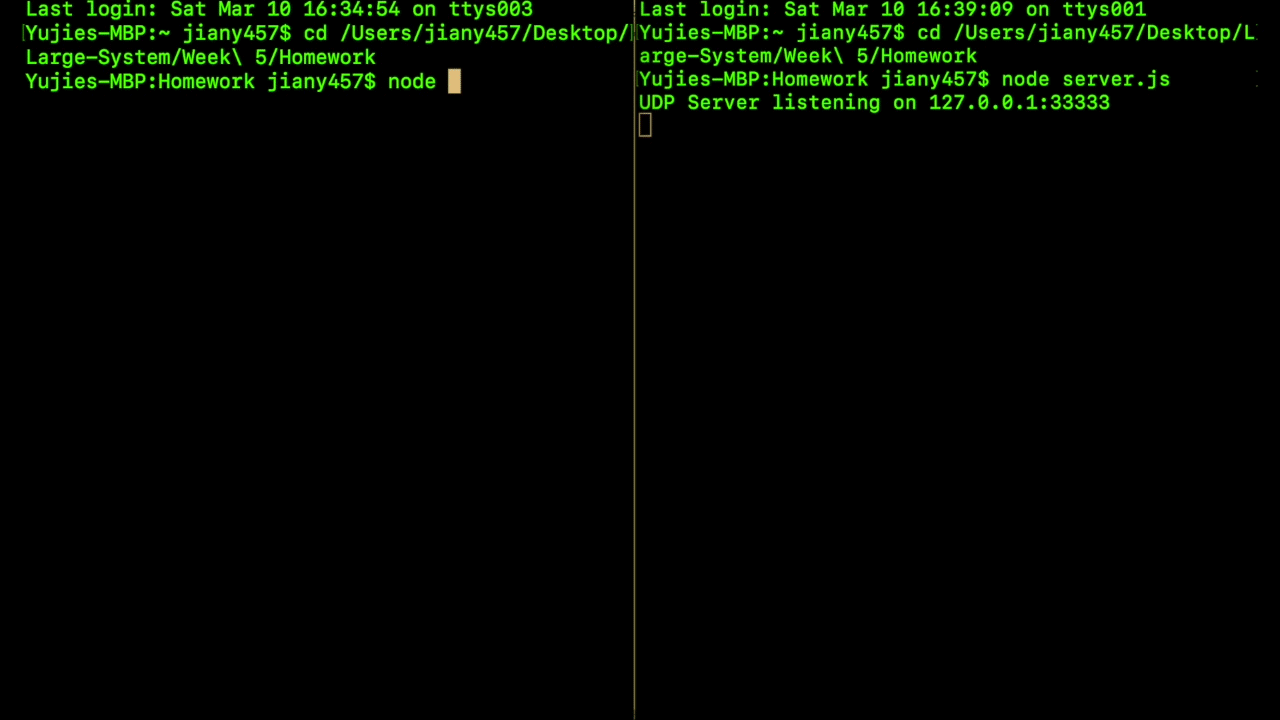 Last login: Sat Mar 10 16:34:54 on ttys003
Yujies-MBP:~ jiany457$ cd /Users/jiany457/Desktop/
Large-System/Week\ 5/Homework
Yujies-MBP:Homework jiany457$ node
Last login: Sat Mar 10 16:39:09 on ttys001
Yujies-MBP:~ jiany457$ cd /Users/jiany457/Desktop/L
arge-System/Week\ 5/Homework
Yujies-MBP:Homework jiany457$ node server.js
UDP Server listening on 127.0.0.1:33333